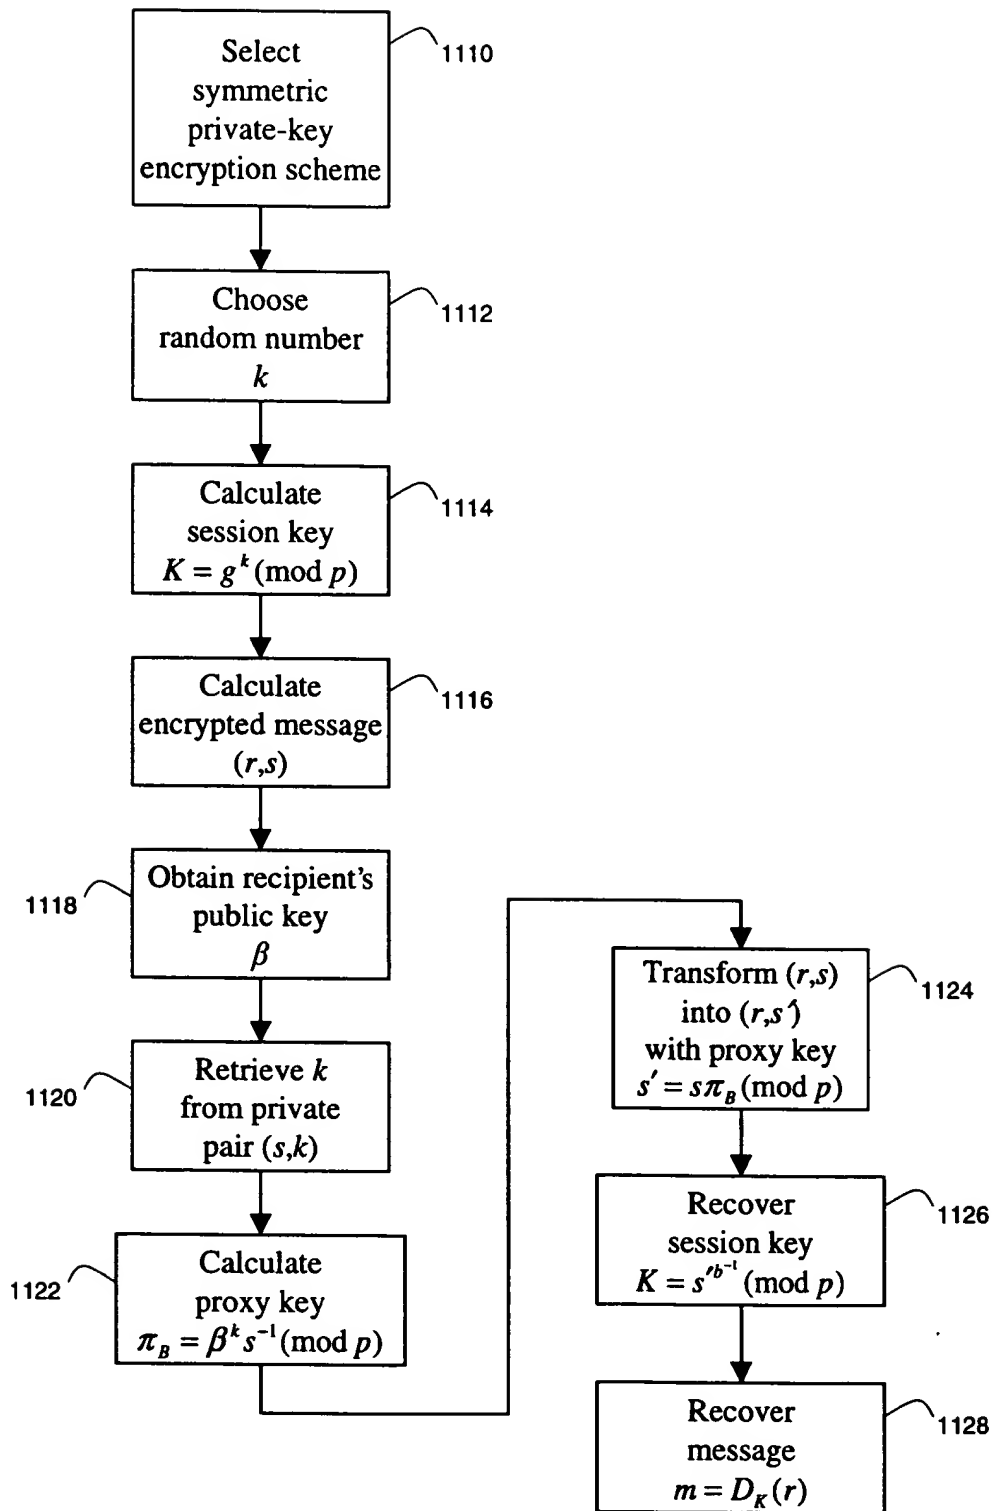 Select
symmetric
private-key
encryption scheme
1110
Choose
random number
k
1112
Calculate
session key
K = g^k (mod p)
1114
Calculate
encrypted message
(r,s)
1116
Obtain recipient's
public key
β
1118
Retrieve k
from private
pair (s,k)
1120
Calculate
proxy key
π_B = β^k s^-1 (mod p)
1122
Transform (r,s)
into (r,s')
with proxy key
s' = sπ_B (mod p)
1124
Recover
session key
K = s'^b^-1 (mod p)
1126
Recover
message
m = D_K(r)
1128